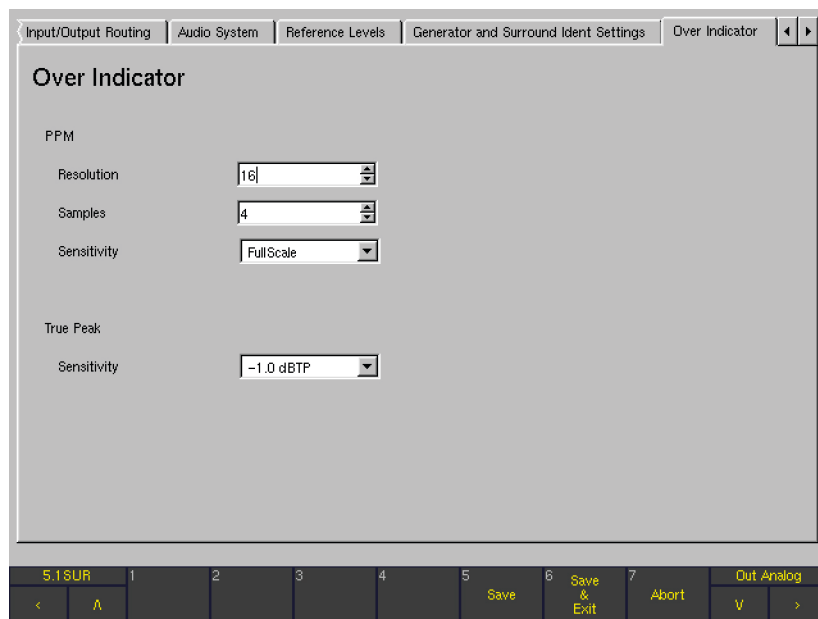 Input/Output Routing Audio System Reference Levels Generator and Surround Ident Settings Over Indicator
Over Indicator
PPM
Resolution 16
Samples 4
Sensitivity FullScale
True Peak
Sensitivity -1.0 dBTP
5.1SUR 1 2 3 4 5 6 7 Out Analog
< Λ Save Save & Exit Abort V >